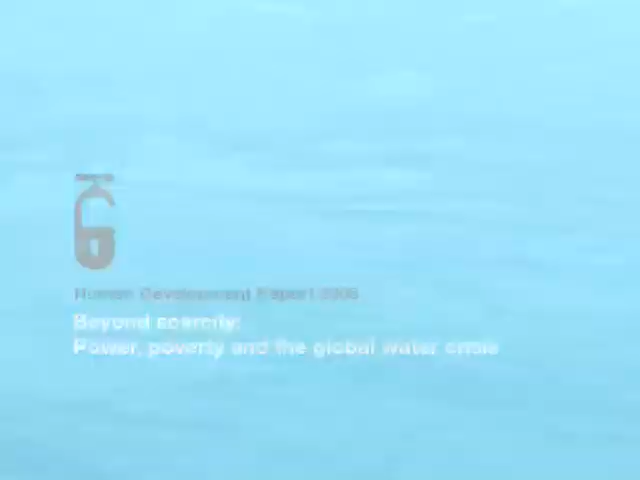 Human Development Report 2006
Beyond scarcity:
Power, poverty and the global water crisis